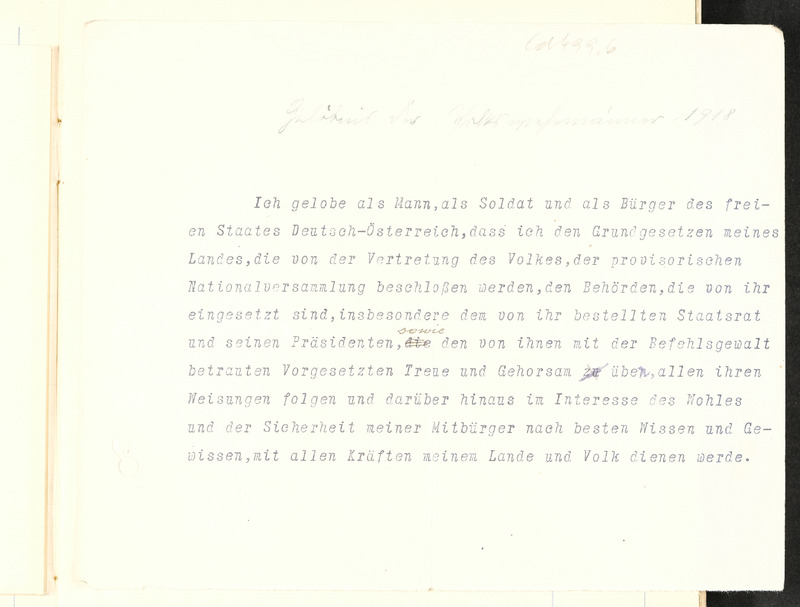 Gelöbnis der Volkswehrmänner 1918
Ich gelobe als Mann,als Soldat und als Bürger des frei-
en Staates Deutsch-Österreich,dass ich den Grundgesetzen meines
Landes,die von der Vertretung des Volkes,der provisorischen
Nationalversammlung beschloßen werden,den Behörden,die von ihr
eingesetzt sind,insbesondere dem von ihr bestellten Staatsrat
sowie
und seinen Präsidenten,die den von ihnen mit der Befehlsgewalt
betrauten Vorgesetzten Treue und Gehorsam zu üben,allen ihren
Weisungen folgen und darüber hinaus im Interesse des Wohles
und der Sicherheit meiner Mitbürger nach besten Wissen und Ge-
wissen,mit allen Kräften meinem Lande und Volk dienen werde.